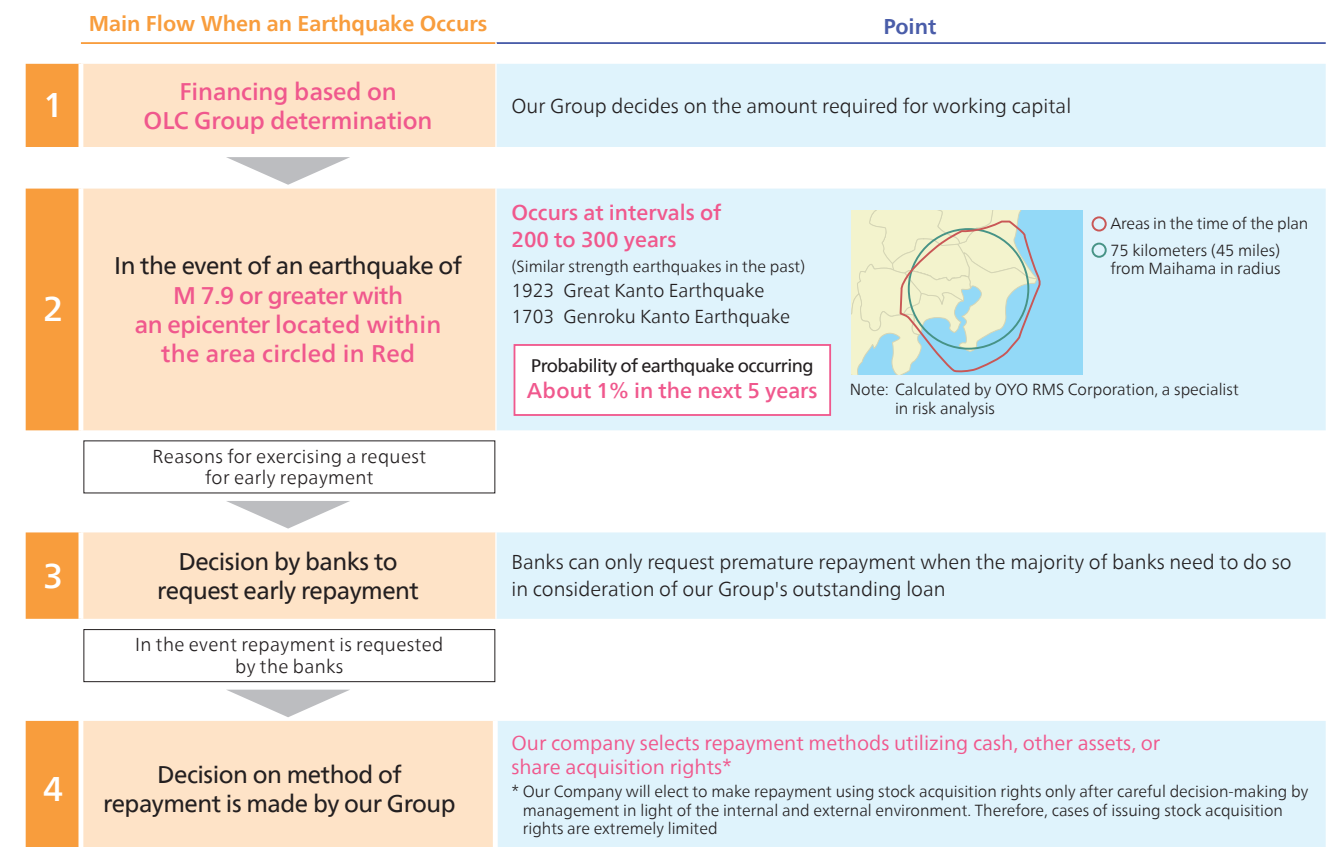 Main Flow When an Earthquake Occurs
Point
1
Financing based on
OLC Group determination
Our Group decides on the amount required for working capital
2
In the event of an earthquake of
M 7.9 or greater with
an epicenter located within
the area circled in Red
Occurs at intervals of
200 to 300 years
(Similar strength earthquakes in the past)
1923 Great Kanto Earthquake
1703 Genroku Kanto Earthquake
Probability of earthquake occurring
About 1% in the next 5 years
Areas in the time of the plan
75 kilometers (45 miles)
from Maihama in radius
Note: Calculated by OYO RMS Corporation, a specialist
in risk analysis
Reasons for exercising a request
for early repayment
3
Decision by banks to
request early repayment
Banks can only request premature repayment when the majority of banks need to do so
in consideration of our Group's outstanding loan
In the event repayment is requested
by the banks
4
Decision on method of
repayment is made by our Group
Our company selects repayment methods utilizing cash, other assets, or
share acquisition rights*
* Our Company will elect to make repayment using stock acquisition rights only after careful decision-making by
management in light of the internal and external environment. Therefore, cases of issuing stock acquisition
rights are extremely limited